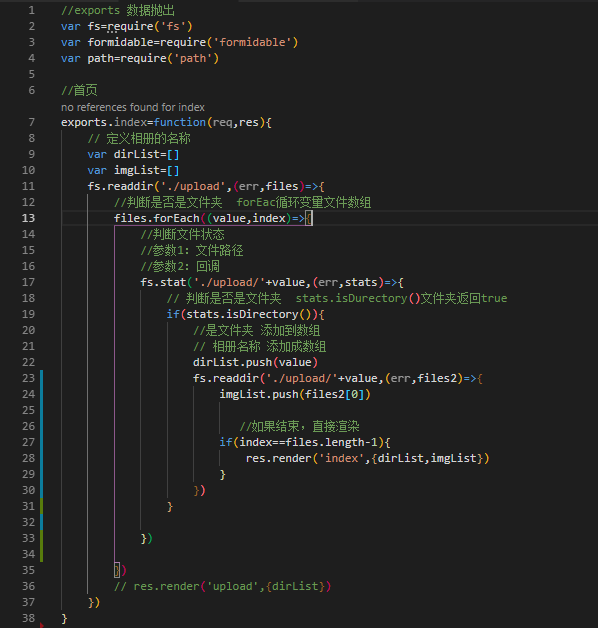 1 //exports 数据抛出
2 var fs=require('fs')
3 var formidable=require('formidable')
4 var path=require('path')
5
6 //首页
no references found for index
7 exports.index=function(req,res){
8 // 定义相册的名称
9 var dirList=[]
10 var imgList=[]
11 fs.readdir('./upload',(err,files)=>{
12 //判断是否是文件夹 forEac循环变量文件数组
13 files.forEach((value,index)=>{
14 //判断文件状态
15 //参数1: 文件路径
16 //参数2: 回调
17 fs.stat('./upload/'+value,(err,stats)=>{
18 // 判断是否是文件夹 stats.isDurectory()文件夹返回true
19 if(stats.isDirectory()){
20 //是文件夹 添加到数组
21 // 相册名称 添加成数组
22 dirList.push(value)
23 fs.readdir('./upload/'+value,(err,files2)=>{
24 imgList.push(files2[0])
25
26 //如果结束，直接渲染
27 if(index==files.length-1){
28 res.render('index',{dirList,imgList})
29 }
30 })
31 }
32
33 })
34
35 })
36 // res.render('upload',{dirList})
37 })
38 }